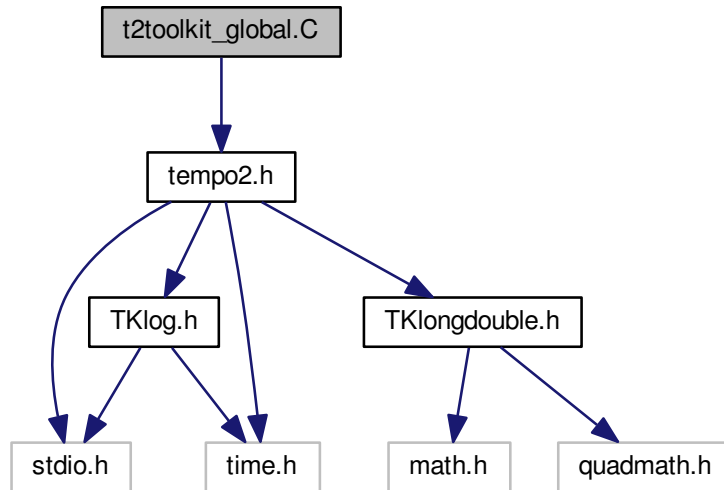 t2toolkit_global.C
tempo2.h
TKlog.h
TKlongdouble.h
stdio.h
time.h
math.h
quadmath.h